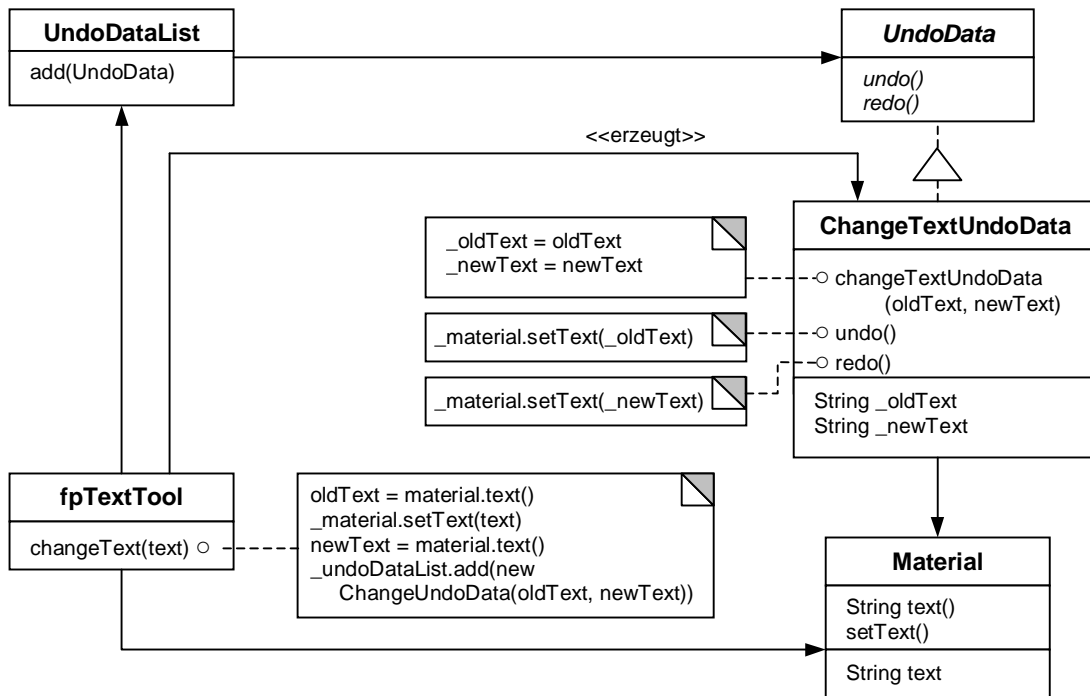 UndoDataList
add(UndoData)
UndoData
undo()
redo()
<<erzeugt>>
_oldText = oldText
_newText = newText
_material.setText(_oldText)
_material.setText(_newText)
ChangeTextUndoData
changeTextUndoData
(oldText, newText)
undo()
redo()
String _oldText
String _newText
fpTextTool
changeText(text)
oldText = material.text()
_material.setText(text)
newText = material.text()
_undoDataList.add(new
ChangeUndoData(oldText, newText))
Material
String text()
setText()
String text